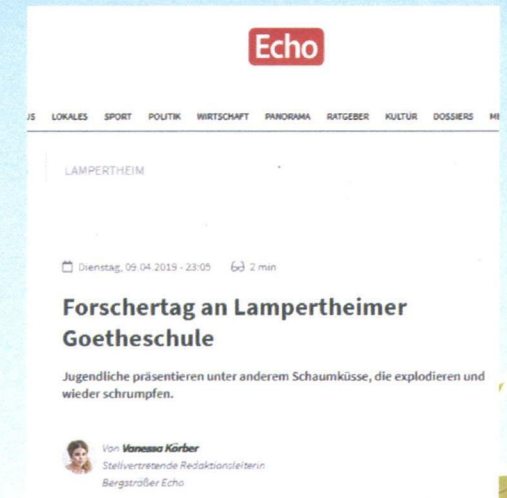 Echo
LOKALES SPORT POLITIK WIRTSCHAFT PANORAMA RATGEBER KULTUR DOSSIERS
LAMPERTHEIM
Dienstag, 09.04.2019 - 23:05 2 min
Forschertag an Lampertheimer
Goetheschule
Jugendliche präsentieren unter anderem Schaumküsse, die explodieren und
wieder schrumpfen.
Von Vanessa Körber
Stellvertretende Redaktionsleiterin
Bergsträßer Echo